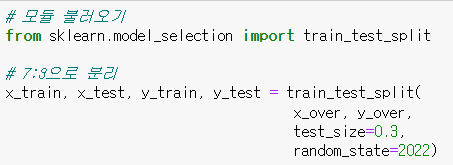 # 모듈 불러오기
from sklearn.model_selection import train_test_split

# 7:3으로 분리
x_train, x_test, y_train, y_test = train_test_split(
                                    x_over, y_over,
                                    test_size=0.3,
                                    random_state=2022)